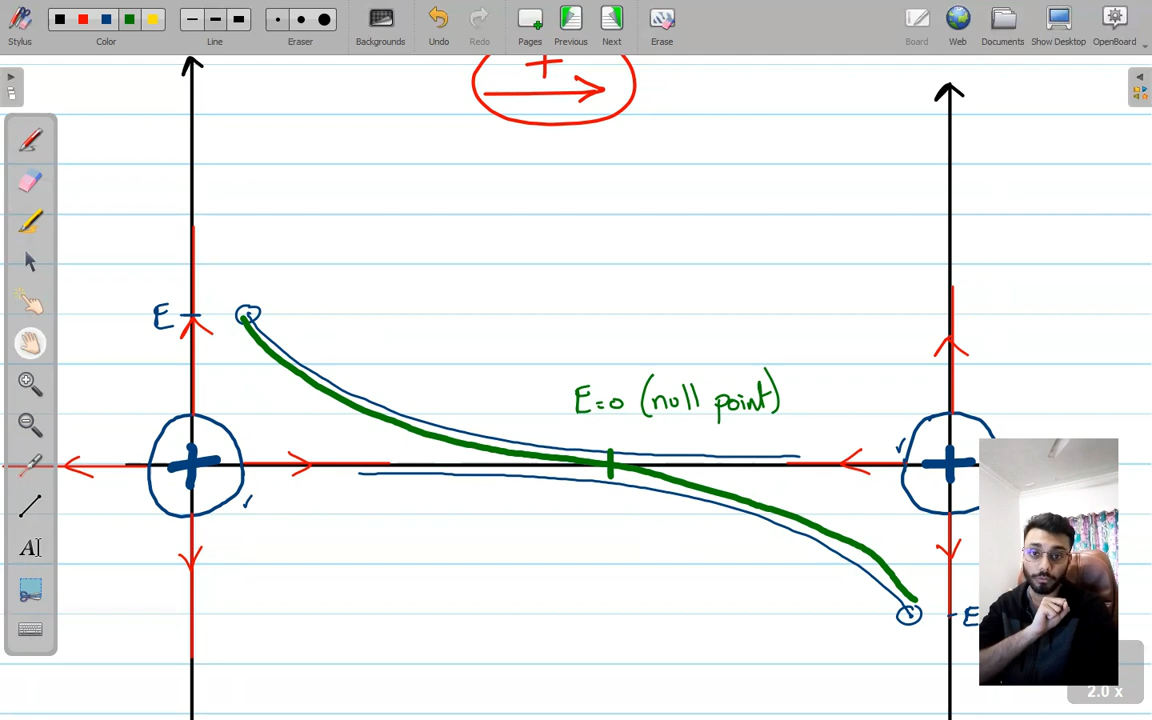 Stylus
Color
Line
Eraser
Backgrounds
Undo
Redo
Pages
Previous
Next
Erase
Board
Web
Documents
Show Desktop
OpenBoard
+
E
E=0 (null point)
+
+
-E
2.0 x